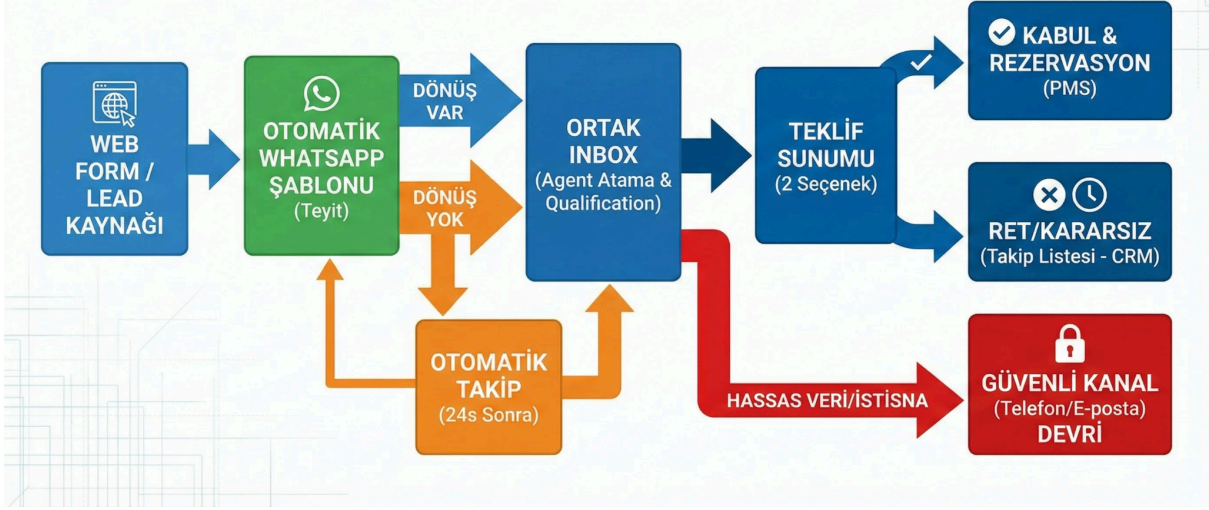 WEB
FORM /
LEAD
KAYNAĞI
OTOMATİK
WHATSAPP
ŞABLONU
(Teyit)
DÖNÜŞ
VAR
DÖNÜŞ
YOK
OTOMATİK
TAKİP
(24s Sonra)
ORTAK
INBOX
(Agent Atama &
Qualification)
TEKLİF
SUNUMU
(2 Seçenek)
KABUL &
REZERVASYON
(PMS)
RET/KARARSIZ
(Takip Listesi - CRM)
HASSAS VERİ/İSTİSNA
GÜVENLİ KANAL
(Telefon/E-posta)
DEVRİ